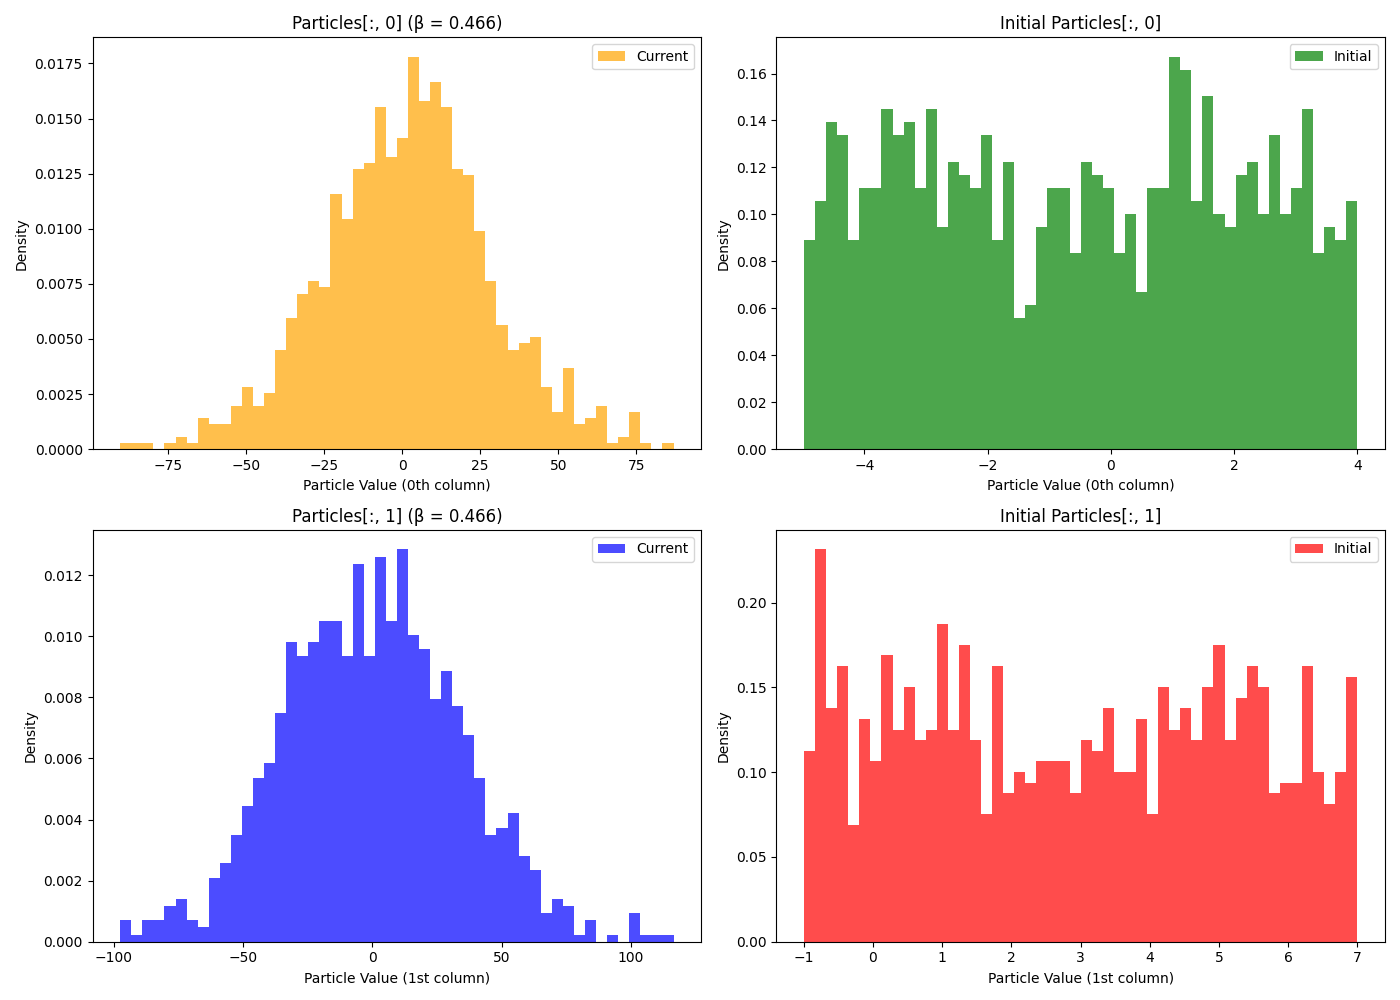 Particles[:, 0] (β = 0.466)
Current
0.0175
0.0150
0.0125
0.0100
0.0075
0.0050
0.0025
0.0000
Density
−75 −50 −25 0 25 50 75
Particle Value (0th column)
Initial Particles[:, 0]
Initial
0.16
0.14
0.12
0.10
0.08
0.06
0.04
0.02
0.00
Density
−4 −2 0 2 4
Particle Value (0th column)
Particles[:, 1] (β = 0.466)
Current
0.012
0.010
0.008
0.006
0.004
0.002
0.000
Density
−100 −50 0 50 100
Particle Value (1st column)
Initial Particles[:, 1]
Initial
0.20
0.15
0.10
0.05
0.00
Density
−1 0 1 2 3 4 5 6 7
Particle Value (1st column)